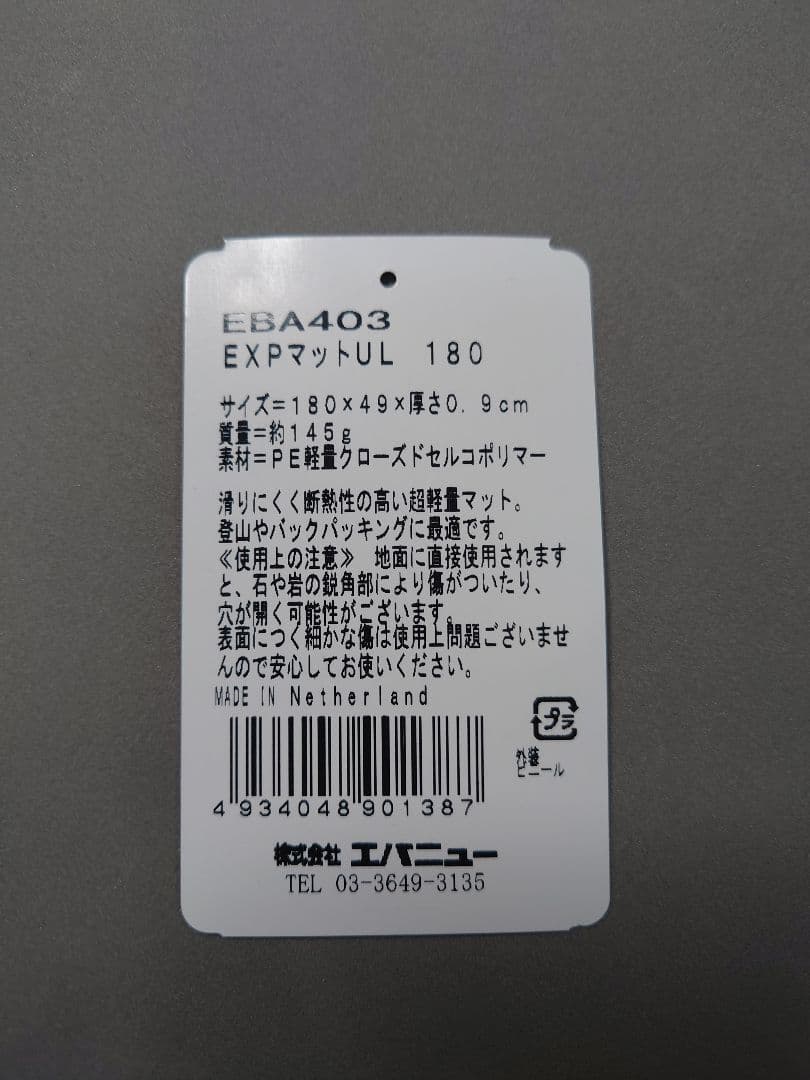 EBA403
EXPマットUL 180
サイズ=180×49×厚さ0.9cm
質量=約145g
素材=PE軽量クローズドセルコポリマー
滑りにくく断熱性の高い超軽量マット。
登山やバックパッキングに最適です。
≪使用上の注意≫ 地面に直接使用されます
と、石や岩の鋭角部により傷がついたり、
穴が開く可能性がございます。
表面につく細かな傷は使用上問題ございませ
んので安心してお使いください。
MADE IN Netherland
プラ
外装
ビニール
4934048901387
株式会社 エバニュー
TEL 03-3649-3135